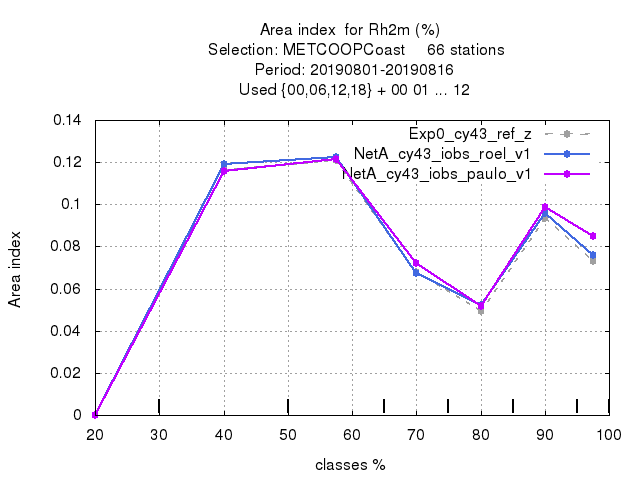 Area index  for Rh2m (%)
Selection: METCOOPCoast    66 stations
Period: 20190801-20190816
Used {00,06,12,18} + 00 01 ... 12
0.14
Exp0_cy43_ref_z
NetA_cy43_iobs_roel_v1
0.12
NetA_cy43_iobs_paulo_v1
0.1
0.08
Area index
0.06
0.04
0.02
0
20 30 40 50 60 70 80 90 100
classes %